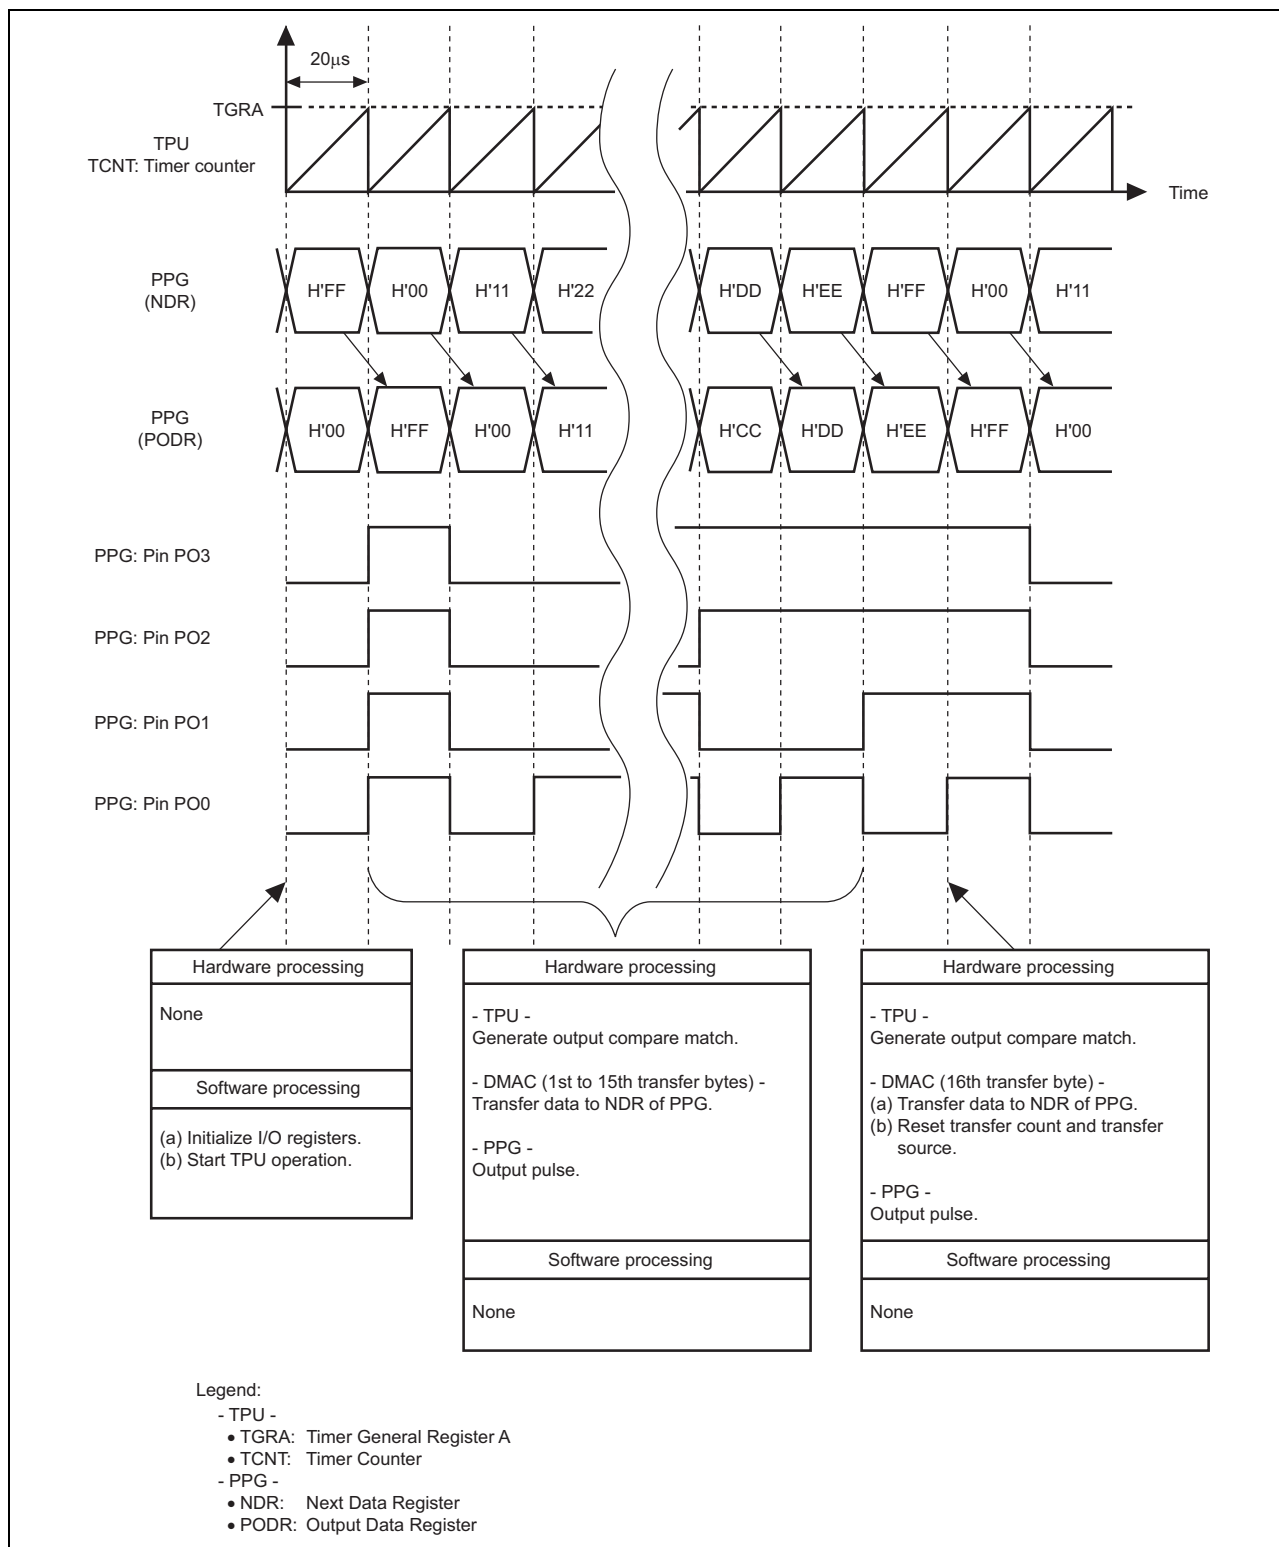 20μs
TGRA
TPU
TCNT: Timer counter
Time
PPG
(NDR)
H'FF H'00 H'11 H'22 H'DD H'EE H'FF H'00 H'11
PPG
(PODR)
H'00 H'FF H'00 H'11 H'CC H'DD H'EE H'FF H'00
PPG: Pin PO3
PPG: Pin PO2
PPG: Pin PO1
PPG: Pin PO0
Hardware processing
None
Software processing
(a) Initialize I/O registers.
(b) Start TPU operation.
Hardware processing
- TPU -
Generate output compare match.
- DMAC (1st to 15th transfer bytes) -
Transfer data to NDR of PPG.
- PPG -
Output pulse.
Software processing
None
Hardware processing
- TPU -
Generate output compare match.
- DMAC (16th transfer byte) -
(a) Transfer data to NDR of PPG.
(b) Reset transfer count and transfer
source.
- PPG -
Output pulse.
Software processing
None
Legend:
- TPU -
• TGRA: Timer General Register A
• TCNT: Timer Counter
- PPG -
• NDR: Next Data Register
• PODR: Output Data Register